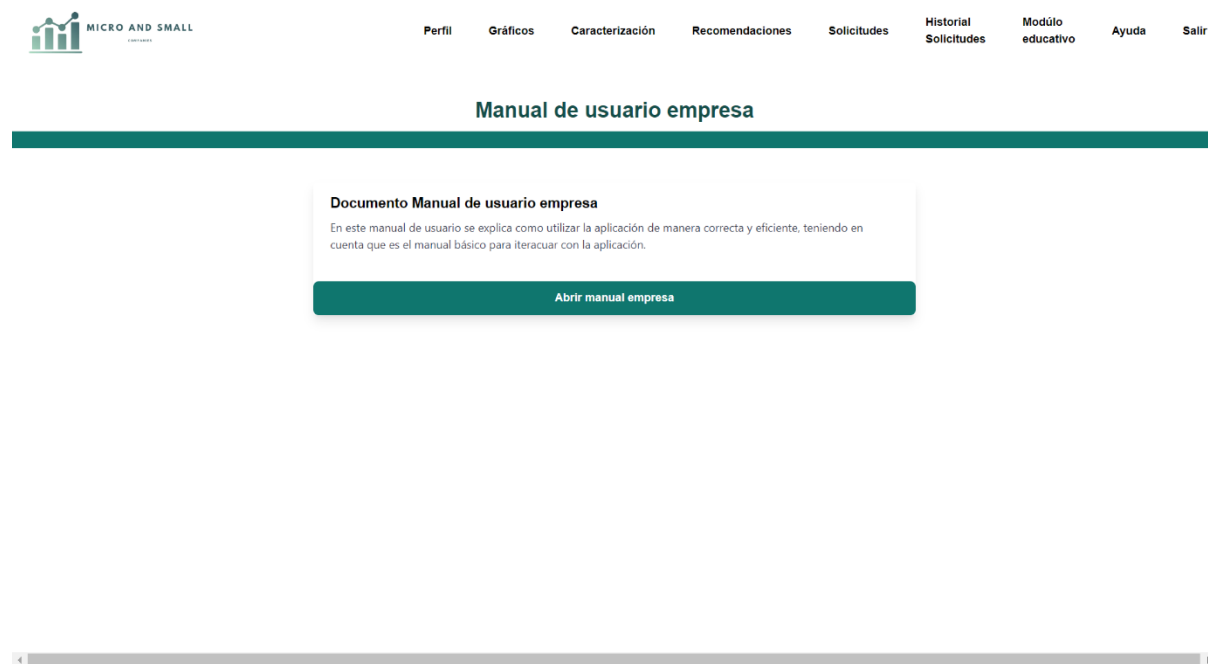 MICRO AND SMALL
Perfil
Gráficos
Caracterización
Recomendaciones
Solicitudes
Historial
Solicitudes
Modúlo
educativo
Ayuda
Salir
Manual de usuario empresa
Documento Manual de usuario empresa
En este manual de usuario se explica como utilizar la aplicación de manera correcta y eficiente, teniendo en
cuenta que es el manual básico para iteracuar con la aplicación.
Abrir manual empresa